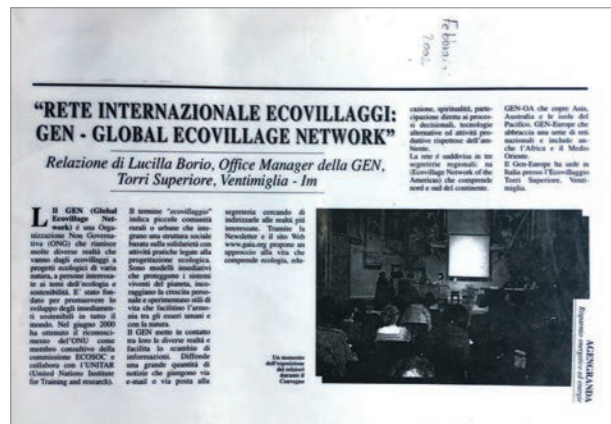 Febbraio
2002
“RETE INTERNAZIONALE ECOVILLAGGI:
GEN - GLOBAL ECOVILLAGE NETWORK”
Relazione di Lucilla Borio, Office Manager della GEN,
Torri Superiore, Ventimiglia - Im
IL GEN (Global
Ecovillage Net-
work) è una Orga-
nizzazione Non Governa-
tiva (ONG) che riunisce
molte diverse realtà che
vanno dagli ecovillaggi a
progetti ecologici di varia
natura, a persone interessa-
te ai temi dell'ecologia e
sostenibilità. E' stato fon-
dato per promuovere lo
sviluppo degli insediamen-
ti sostenibili in tutto il
mondo. Nel giugno 2000
ha ottenuto il riconosci-
mento del'ONU come
membro consultivo della
commissione ECOSOC e
collabora con l'UNITAR
(United Nations Institute
for Training and research).
Il termine "ecovillaggio"
indica piccole comunità
rurali o urbane che inte-
grano una struttura sociale
basata sulla solidarietà con
attività pratiche legate alla
progettazione ecologica.
Sono modelli insediativi
che proteggono i sistemi
viventi del pianeta, inco-
raggiano la crescita perso-
nale e sperimentano stili di
vita che facilitino l'armo-
nia tra gli esseri umani e
con la natura.
Il GEN mette in contatto
tra loro le diverse realtà e
facilita lo scambio di
informazioni. Diffonde
una grande quantità di
notizie che giungono via
e-mail o via posta alla
segreteria cercando di
indirizzarle alle realtà più
interessate. Tramite la
Newsletter e il sito Web
www.gaia.org propone un
approccio alla vita che
comprende ecologia, edu-
cazione, spiritualità, parte-
cipazione diretta ai proces-
si decisionali, tecnologie
alternative ed attività pro-
duttive rispettose dell'am-
biente.
La rete è suddivisa in tre
segreterie regionali: na
(Ecovillage Network of the
Americas) che comprende
nord e sud del continente.
GEN-OA che copre Asia,
Australia e le isole del
Pacifico. GEN-Europe che
abbraccia una serie di reti
nazionali e include an-
che l'Africa e il Medio-
Oriente.
Il Gen-Europe ha sede in
Italia presso l'Ecovillaggio
Torri Superiore, Venti-
miglia.
Un momento
dell'esposizione
dei relatori
durante il
Convegno
AGENGRANDA
Risparmio energetico ed energie